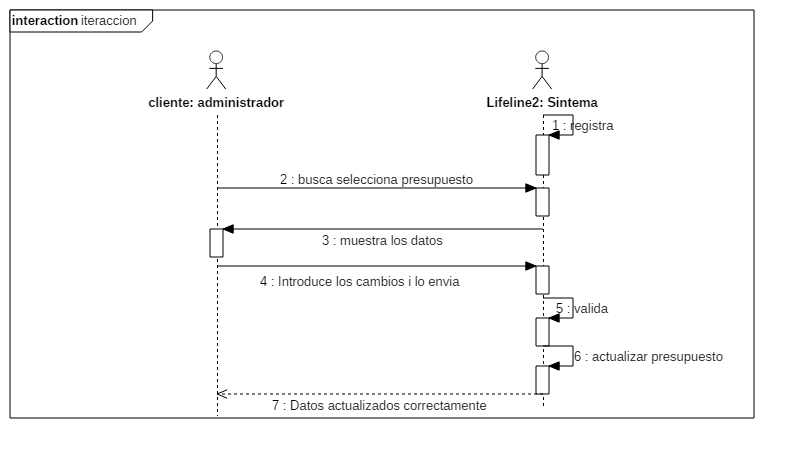 interaction iteraccion
cliente: administrador
Lifeline2: Sintema
1 : registra
2 : busca selecciona presupuesto
3 : muestra los datos
4 : Introduce los cambios i lo envia
5 : valida
6 : actualizar presupuesto
7 : Datos actualizados correctamente